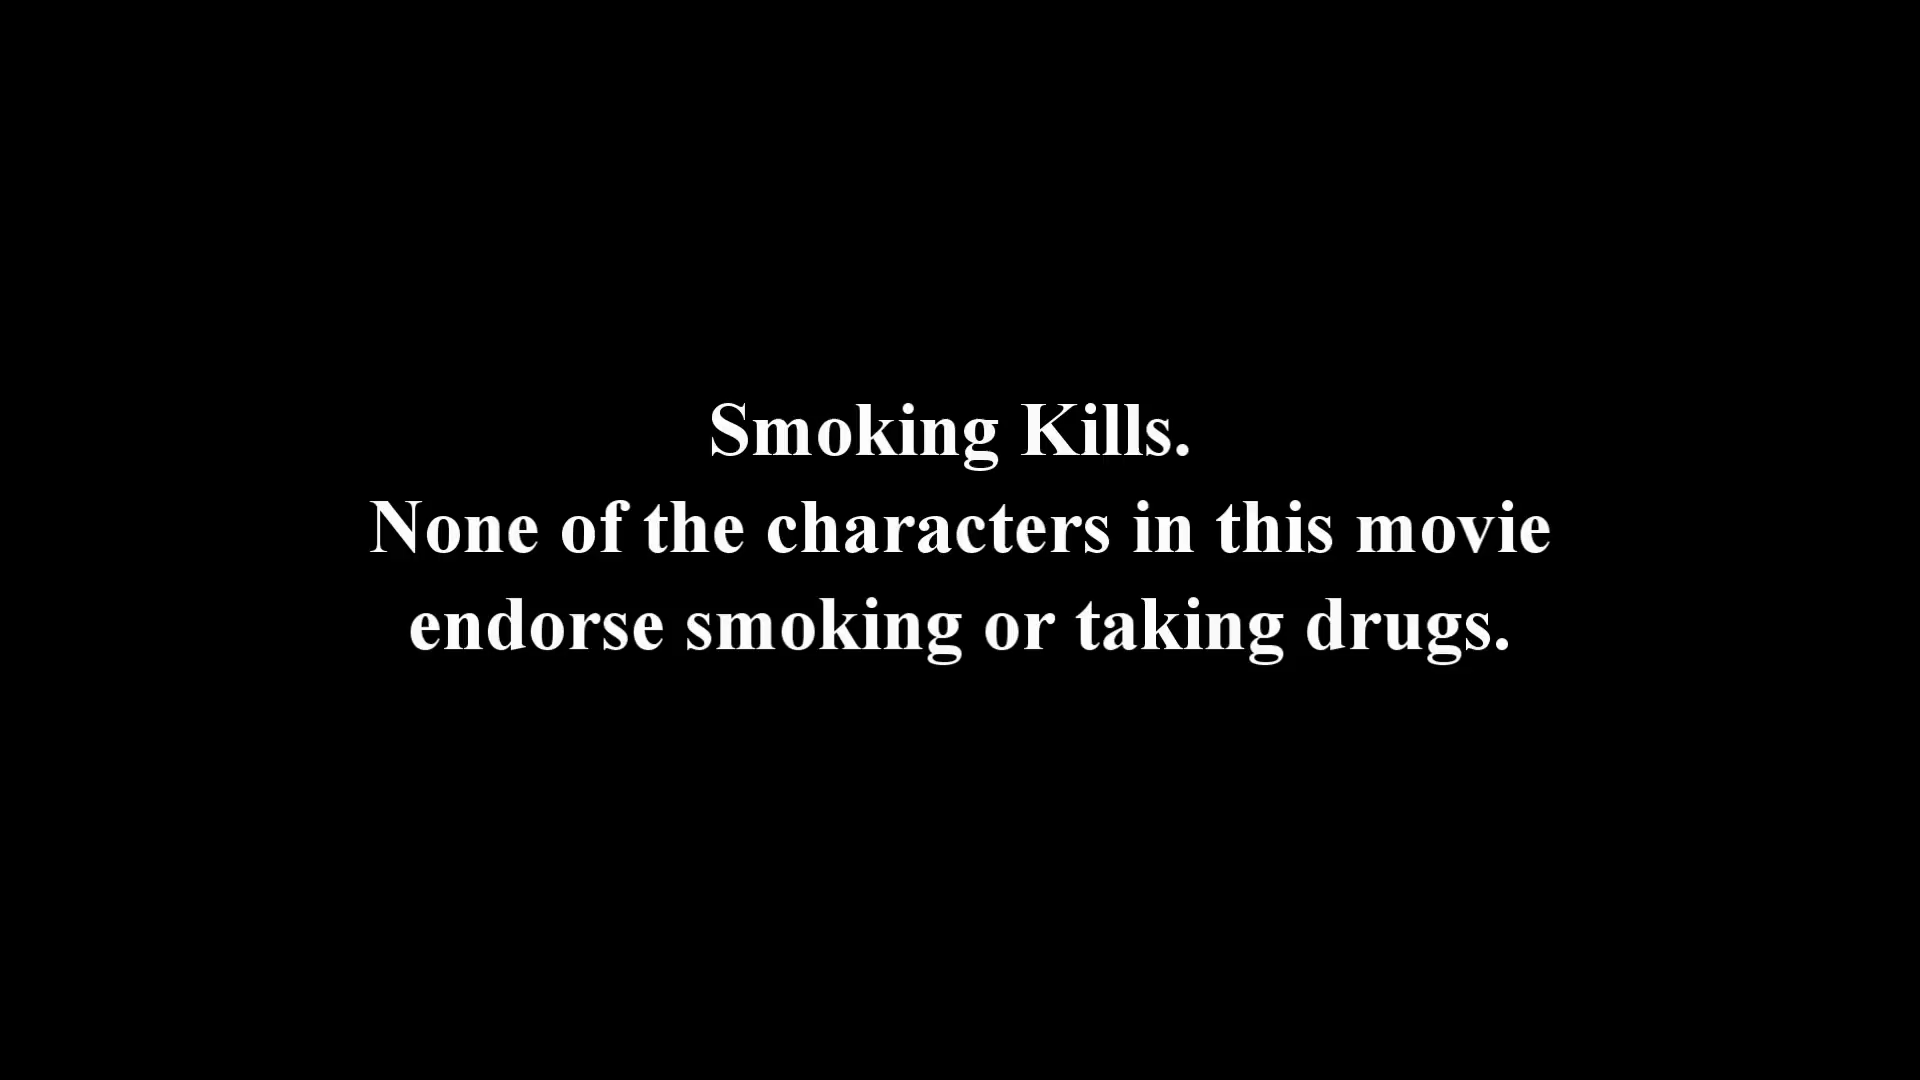 Smoking Kills.
None of the characters in this movie
endorse smoking or taking drugs.